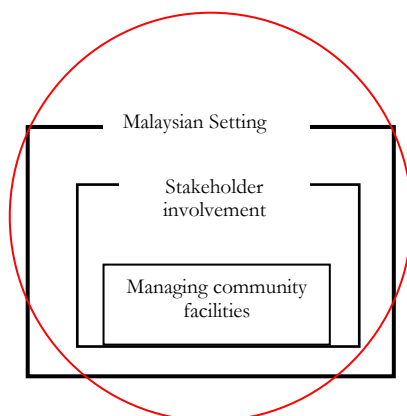 Malaysian Setting
Stakeholder
involvement
Managing community
facilities